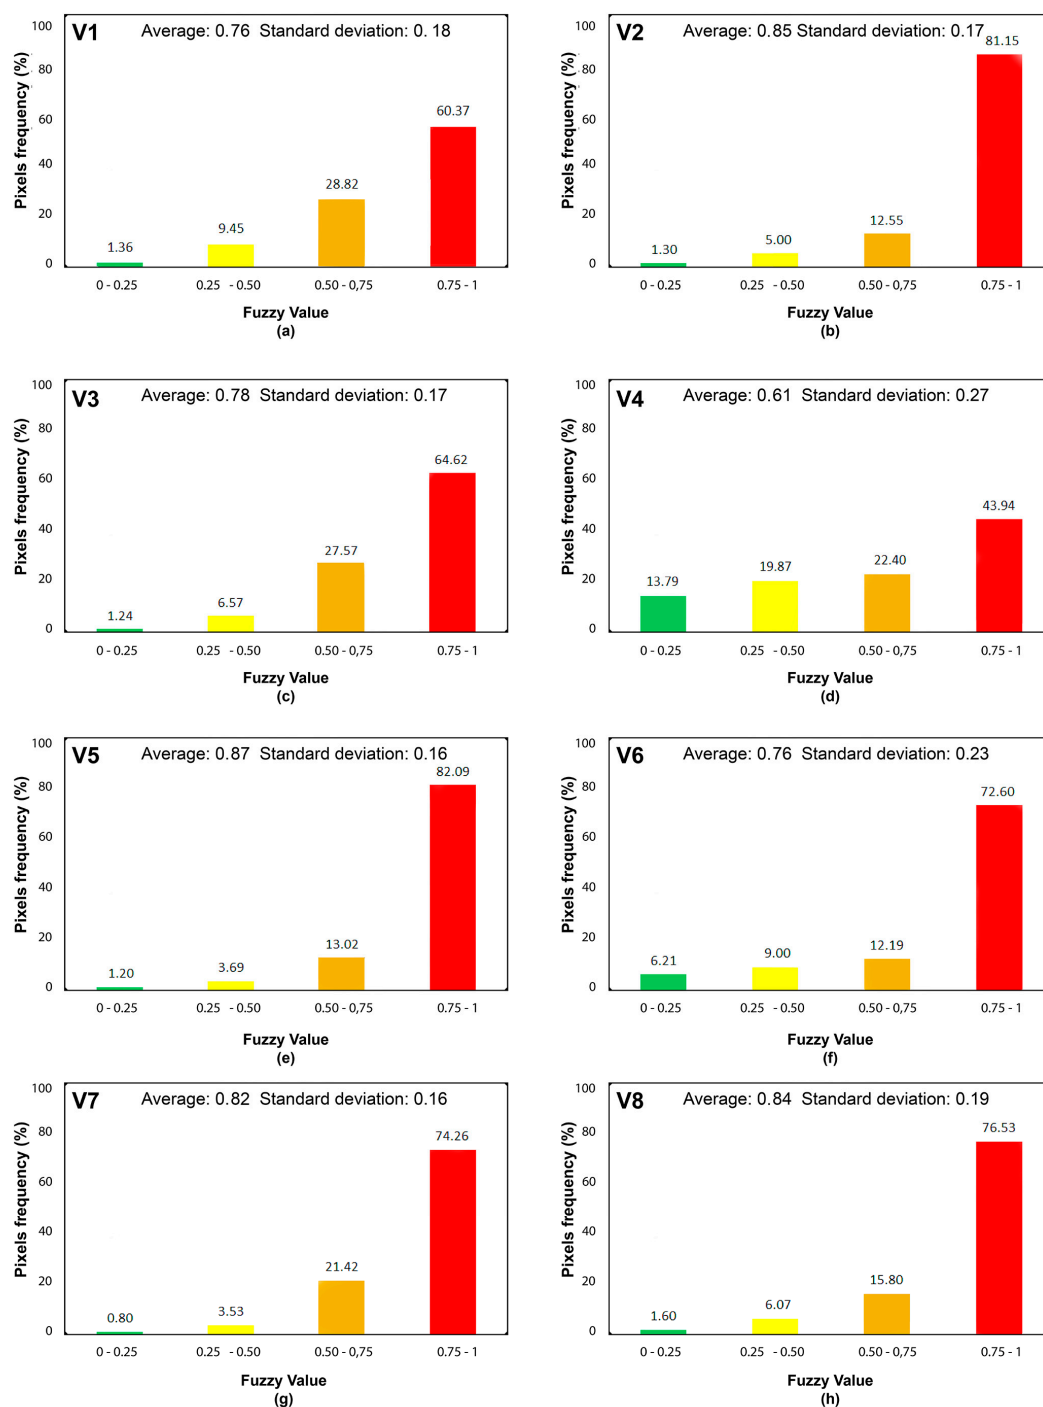 V1 Average: 0.76 Standard deviation: 0. 18
Pixels frequency (%)
100
80
60
40
20
0
1.36
9.45
28.82
60.37
0 - 0.25 0.25 - 0.50 0.50 - 0,75 0.75 - 1
Fuzzy Value
(a)
V2 Average: 0.85 Standard deviation: 0.17
Pixels frequency (%)
100
80
60
40
20
0
1.30
5.00
12.55
81.15
0 - 0.25 0.25 - 0.50 0.50 - 0,75 0.75 - 1
Fuzzy Value
(b)
V3 Average: 0.78 Standard deviation: 0.17
Pixels frequency (%)
100
80
60
40
20
0
1.24
6.57
27.57
64.62
0 - 0.25 0.25 - 0.50 0.50 - 0,75 0.75 - 1
Fuzzy Value
(c)
V4 Average: 0.61 Standard deviation: 0.27
Pixels frequency (%)
100
80
60
40
20
0
13.79
19.87
22.40
43.94
0 - 0.25 0.25 - 0.50 0.50 - 0,75 0.75 - 1
Fuzzy Value
(d)
V5 Average: 0.87 Standard deviation: 0.16
Pixels frequency (%)
100
80
60
40
20
0
1.20
3.69
13.02
82.09
0 - 0.25 0.25 - 0.50 0.50 - 0,75 0.75 - 1
Fuzzy Value
(e)
V6 Average: 0.76 Standard deviation: 0.23
Pixels frequency (%)
100
80
60
40
20
0
6.21
9.00
12.19
72.60
0 - 0.25 0.25 - 0.50 0.50 - 0,75 0.75 - 1
Fuzzy Value
(f)
V7 Average: 0.82 Standard deviation: 0.16
Pixels frequency (%)
100
80
60
40
20
0
0.80
3.53
21.42
74.26
0 - 0.25 0.25 - 0.50 0.50 - 0,75 0.75 - 1
Fuzzy Value
(g)
V8 Average: 0.84 Standard deviation: 0.19
Pixels frequency (%)
100
80
60
40
20
0
1.60
6.07
15.80
76.53
0 - 0.25 0.25 - 0.50 0.50 - 0,75 0.75 - 1
Fuzzy Value
(h)